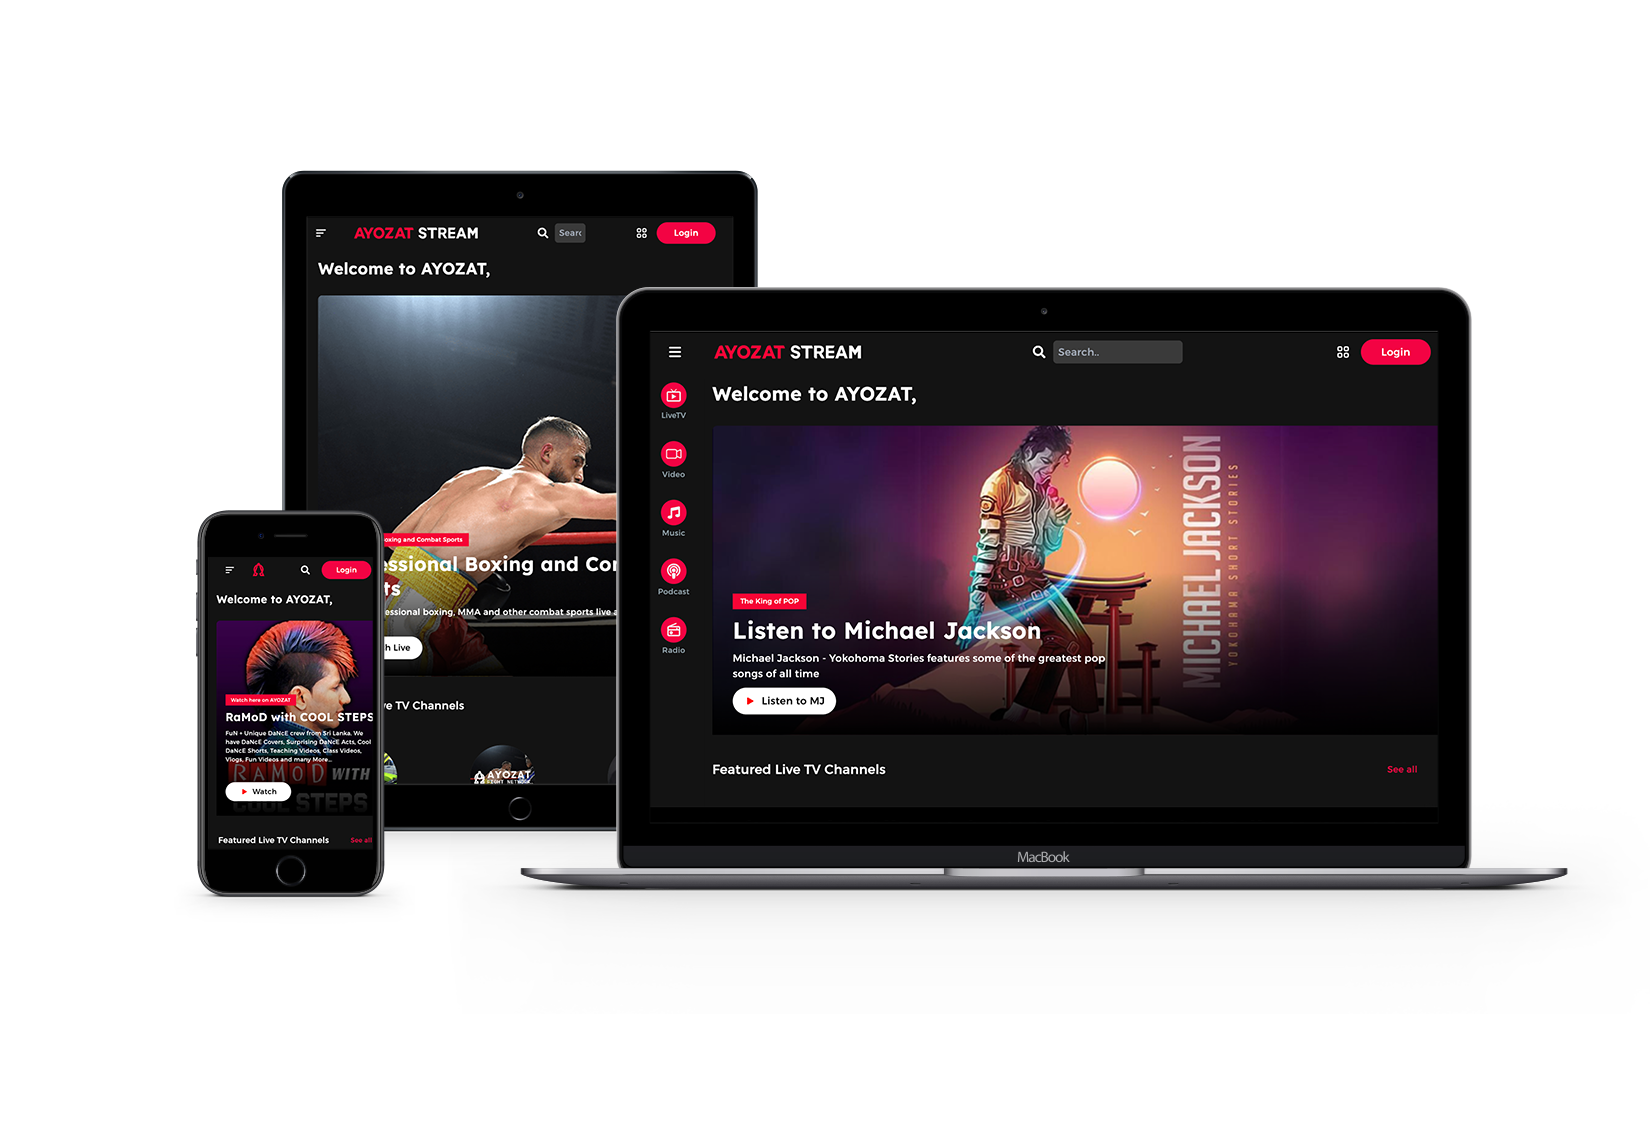 AYOZAT STREAM
Login
Welcome to AYOZAT,
oxing and Combat Sports
ssional Boxing and Cor
ts
essional boxing, MMA and other combat sports live a
h Live
ve TV Channels
AYOZAT
Login
Welcome to AYOZAT,
Watch here on AYOZAT
RaMoD with COOL STEPS
FuN + Unique DaNcE crew from Sri Lanka. We
have DaNcE Covers, Surprising DaNcE Acts, Cool
DaNcE Shorts, Teaching Videos, Class Videos,
Vlogs, Fun Videos and many More...
RAMOD WITH
COOL STEPS
Watch
Featured Live TV Channels
See all
AYOZAT STREAM
Search..
Login
Welcome to AYOZAT,
LiveTV
Video
Music
Podcast
Radio
MICHAEL JACKSON
YOKOHAMA SHORT STORIES
The King of POP
Listen to Michael Jackson
Michael Jackson - Yokohoma Stories features some of the greatest pop
songs of all time
Listen to MJ
Featured Live TV Channels
See all
MacBook